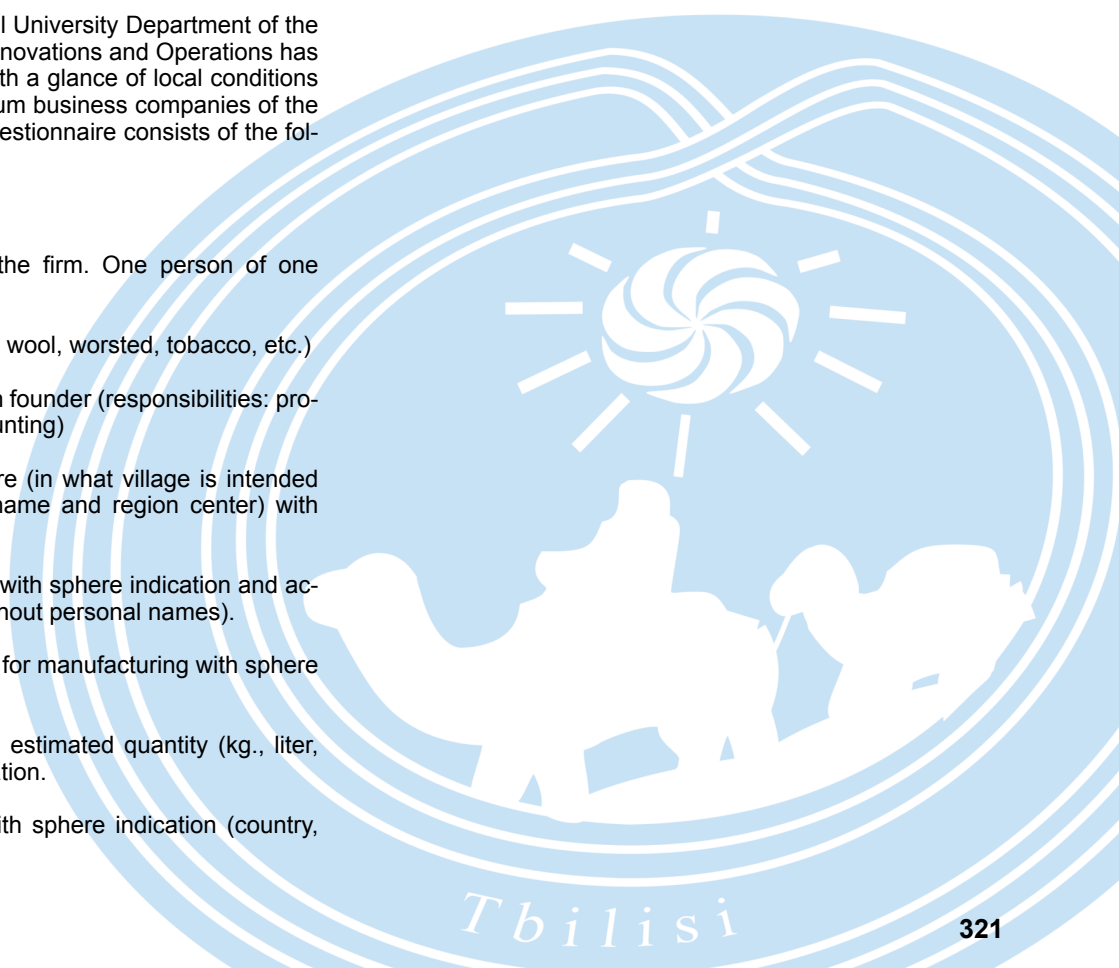 l University Department of the
novations and Operations has
th a glance of local conditions
um business companies of the
estionnaire consists of the fol-
the firm. One person of one
wool, worsted, tobacco, etc.)
n founder (responsibilities: pro-
unting)
re (in what village is intended
name and region center) with
with sphere indication and ac-
hout personal names).
for manufacturing with sphere
estimated quantity (kg., liter,
tion.
ith sphere indication (country,
Tbilisi
321